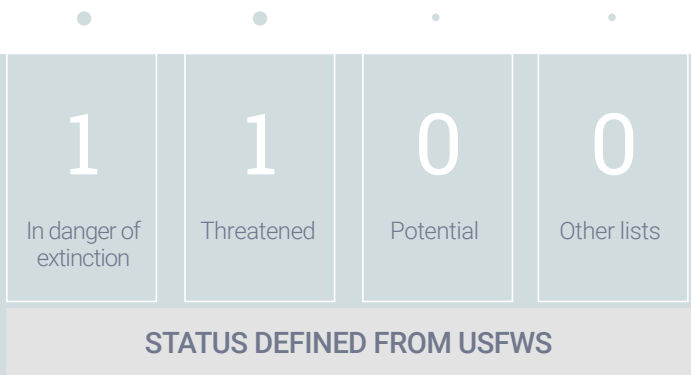 1 1 0 0
In danger of extinction Threatened Potential Other lists
STATUS DEFINED FROM USFWS